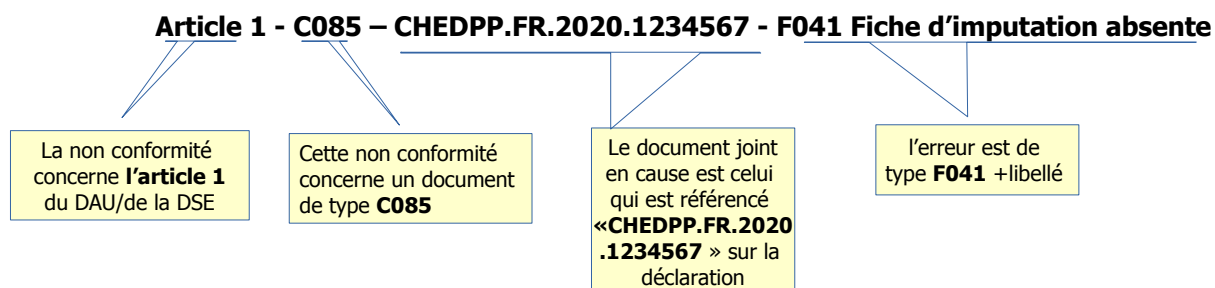 Article 1 - C085 – CHEDPP.FR.2020.1234567 - F041 Fiche d’imputation absente
La non conformité
concerne l’article 1
du DAU/de la DSE
Cette non conformité
concerne un document
de type C085
Le document joint
en cause est celui
qui est référencé
«CHEDPP.FR.2020
.1234567 » sur la
déclaration
l’erreur est de
type F041 +libellé